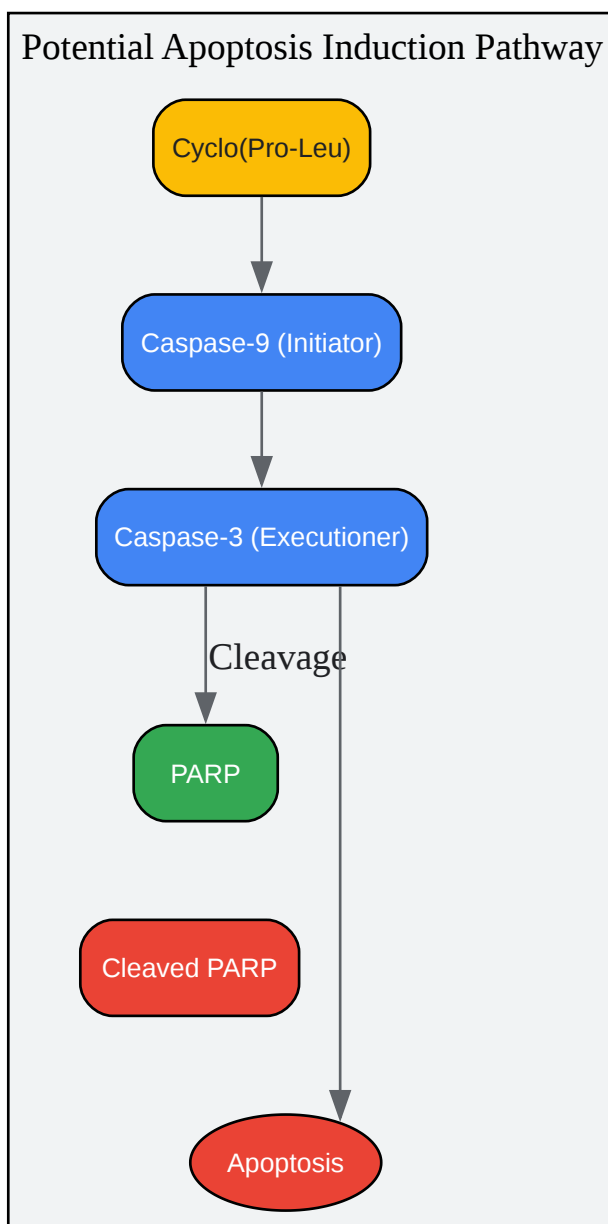 Potential Apoptosis Induction Pathway
Cyclo(Pro-Leu)
Caspase-9 (Initiator)
Caspase-3 (Executioner)
Cleavage
PARP
Cleaved PARP
Apoptosis